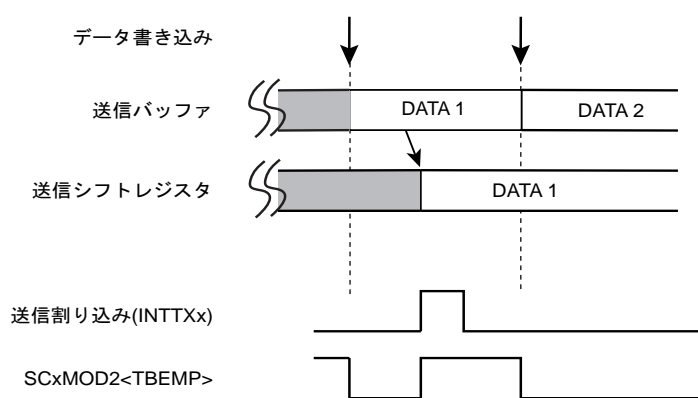 データ書き込み
送信バッファ
DATA 1
DATA 2
送信シフトレジスタ
DATA 1
送信割り込み(INTTXx)
SCxMOD2<TBEMP>